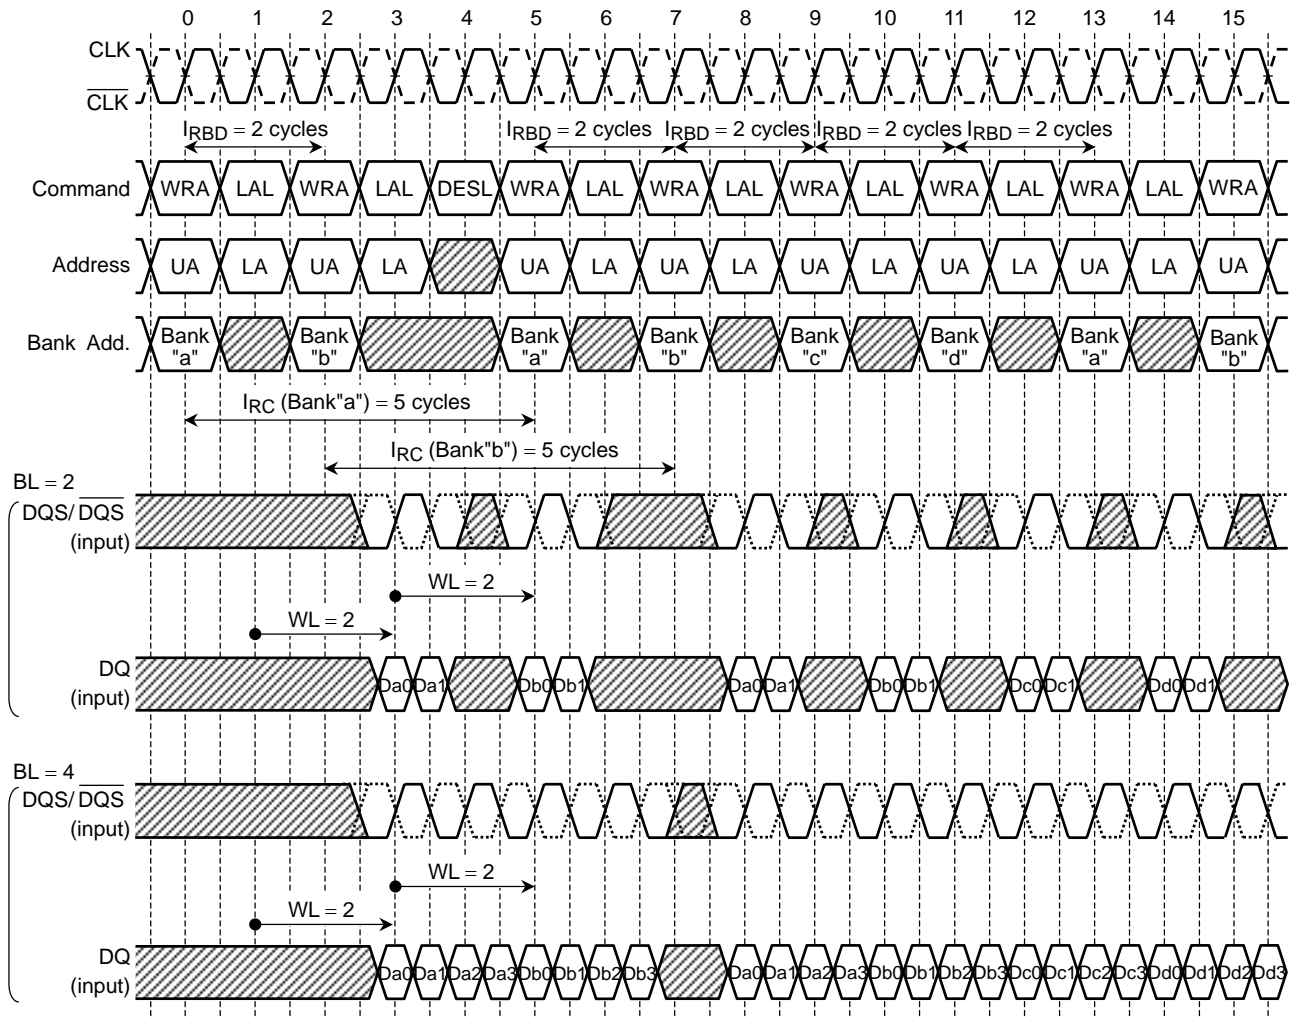 0 1 2 3 4 5 6 7 8 9 10 11 12 13 14 15
CLK
CLK
IRBD = 2 cycles IRBD = 2 cycles IRBD = 2 cycles IRBD = 2 cycles IRBD = 2 cycles
Command WRA LAL WRA LAL DESL WRA LAL WRA LAL WRA LAL WRA LAL WRA LAL WRA
Address UA LA UA LA UA LA UA LA UA LA UA LA UA LA UA
Bank Add. Bank "a" Bank "b" Bank "a" Bank "b" Bank "c" Bank "d" Bank "a" Bank "b"
IRC (Bank"a") = 5 cycles
IRC (Bank"b") = 5 cycles
BL = 2
DQS/ DQS
(input)
WL = 2
WL = 2
DQ
(input)
Da0 Da1 Db0 Db1 Da0 Da1 Db0 Db1 Dc0 Dc1 Dd0 Dd1
BL = 4
DQS/ DQS
(input)
WL = 2
WL = 2
DQ
(input)
Da0 Da1 Da2 Da3 Db0 Db1 Db2 Db3 Da0 Da1 Da2 Da3 Db0 Db1 Db2 Db3 Dc0 Dc1 Dc2 Dc3 Dd0 Dd1 Dd2 Dd3